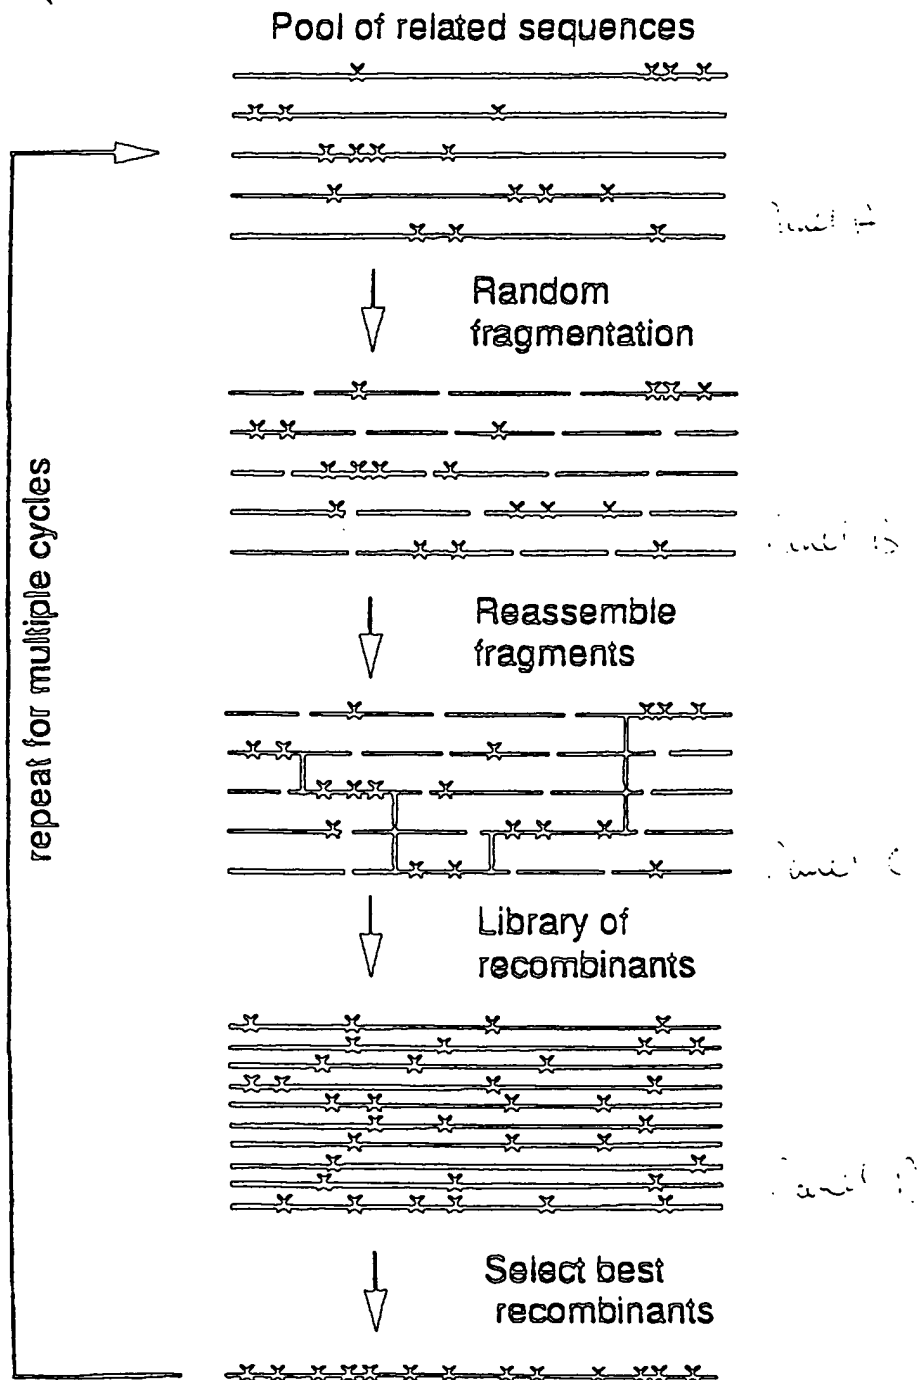 Pool of related sequences
Random
fragmentation
Reassemble
fragments
Library of
recombinants
Select best
recombinants
repeat for multiple cycles